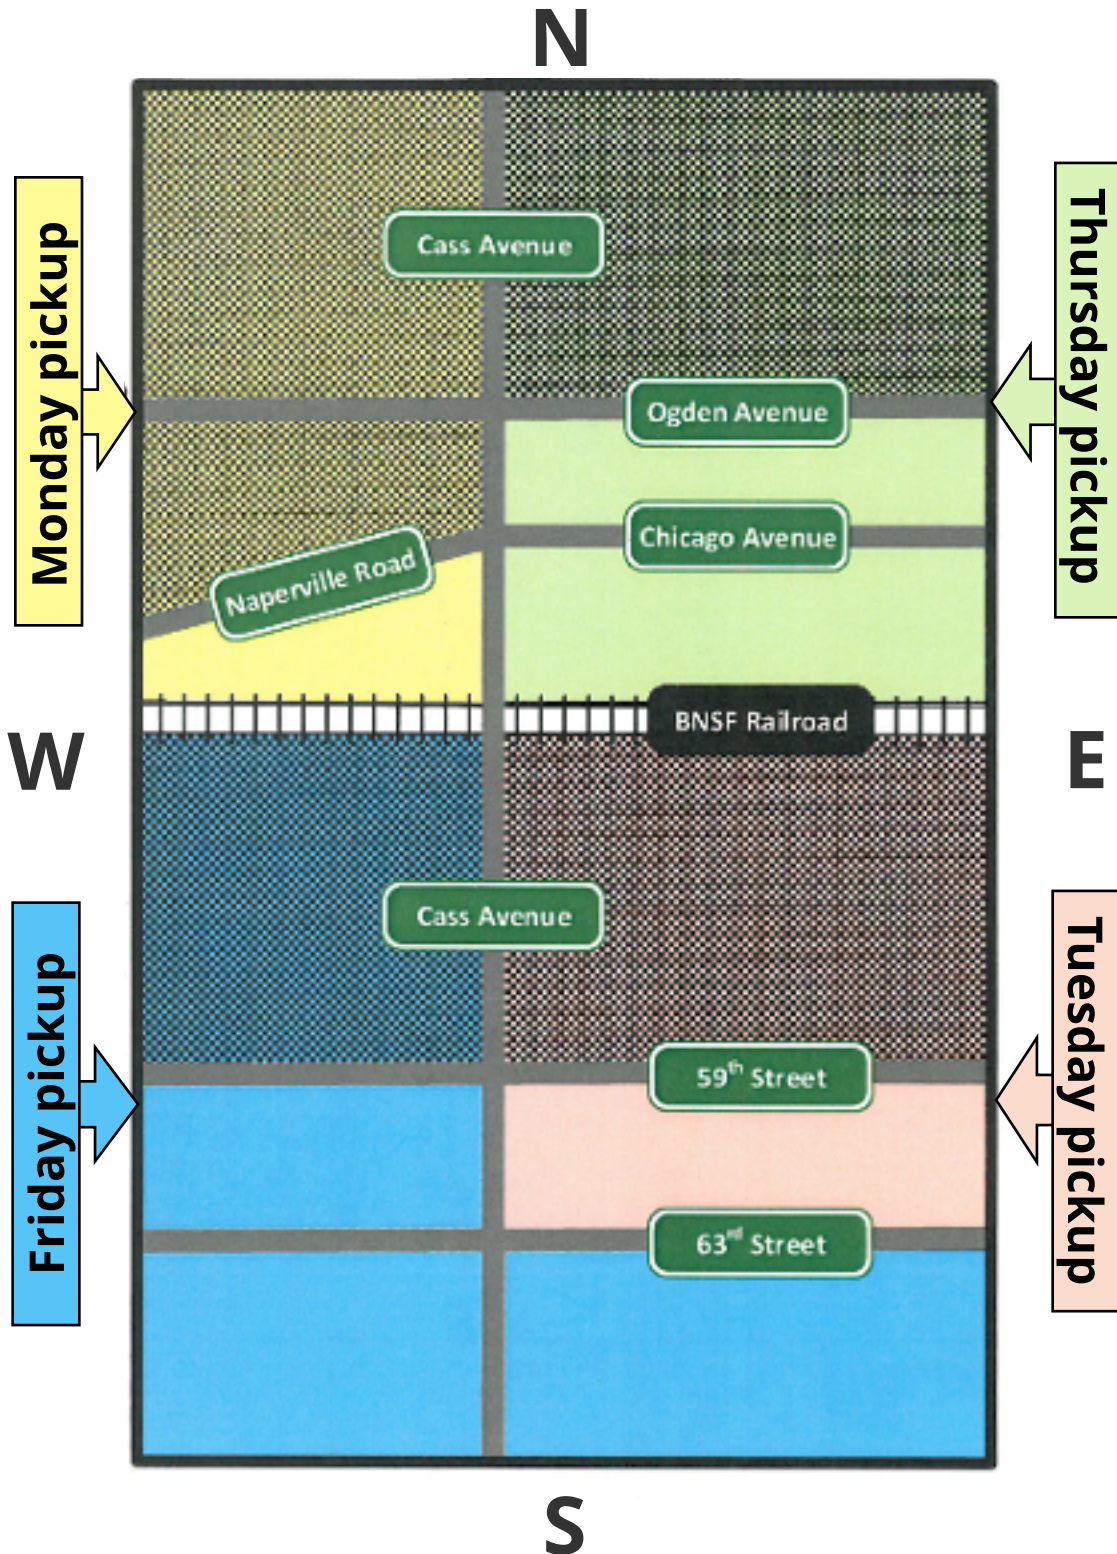 N
Cass Avenue
Monday pickup
Thursday pickup
Ogden Avenue
Chicago Avenue
Naperville Road
BNSF Railroad
W
E
Cass Avenue
Friday pickup
Tuesday pickup
59th Street
63rd Street
S